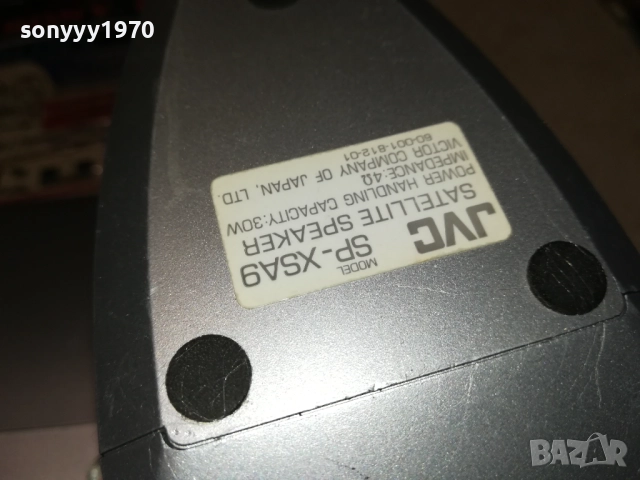 sonyyy1970
JVC
MODEL
SP-XSA9
SATELLITE SPEAKER
POWER HANDLING CAPACITY:30W
IMPEDANCE:4Ω
VICTOR COMPANY OF JAPAN, LTD.
60-001-812-01
BAZAR